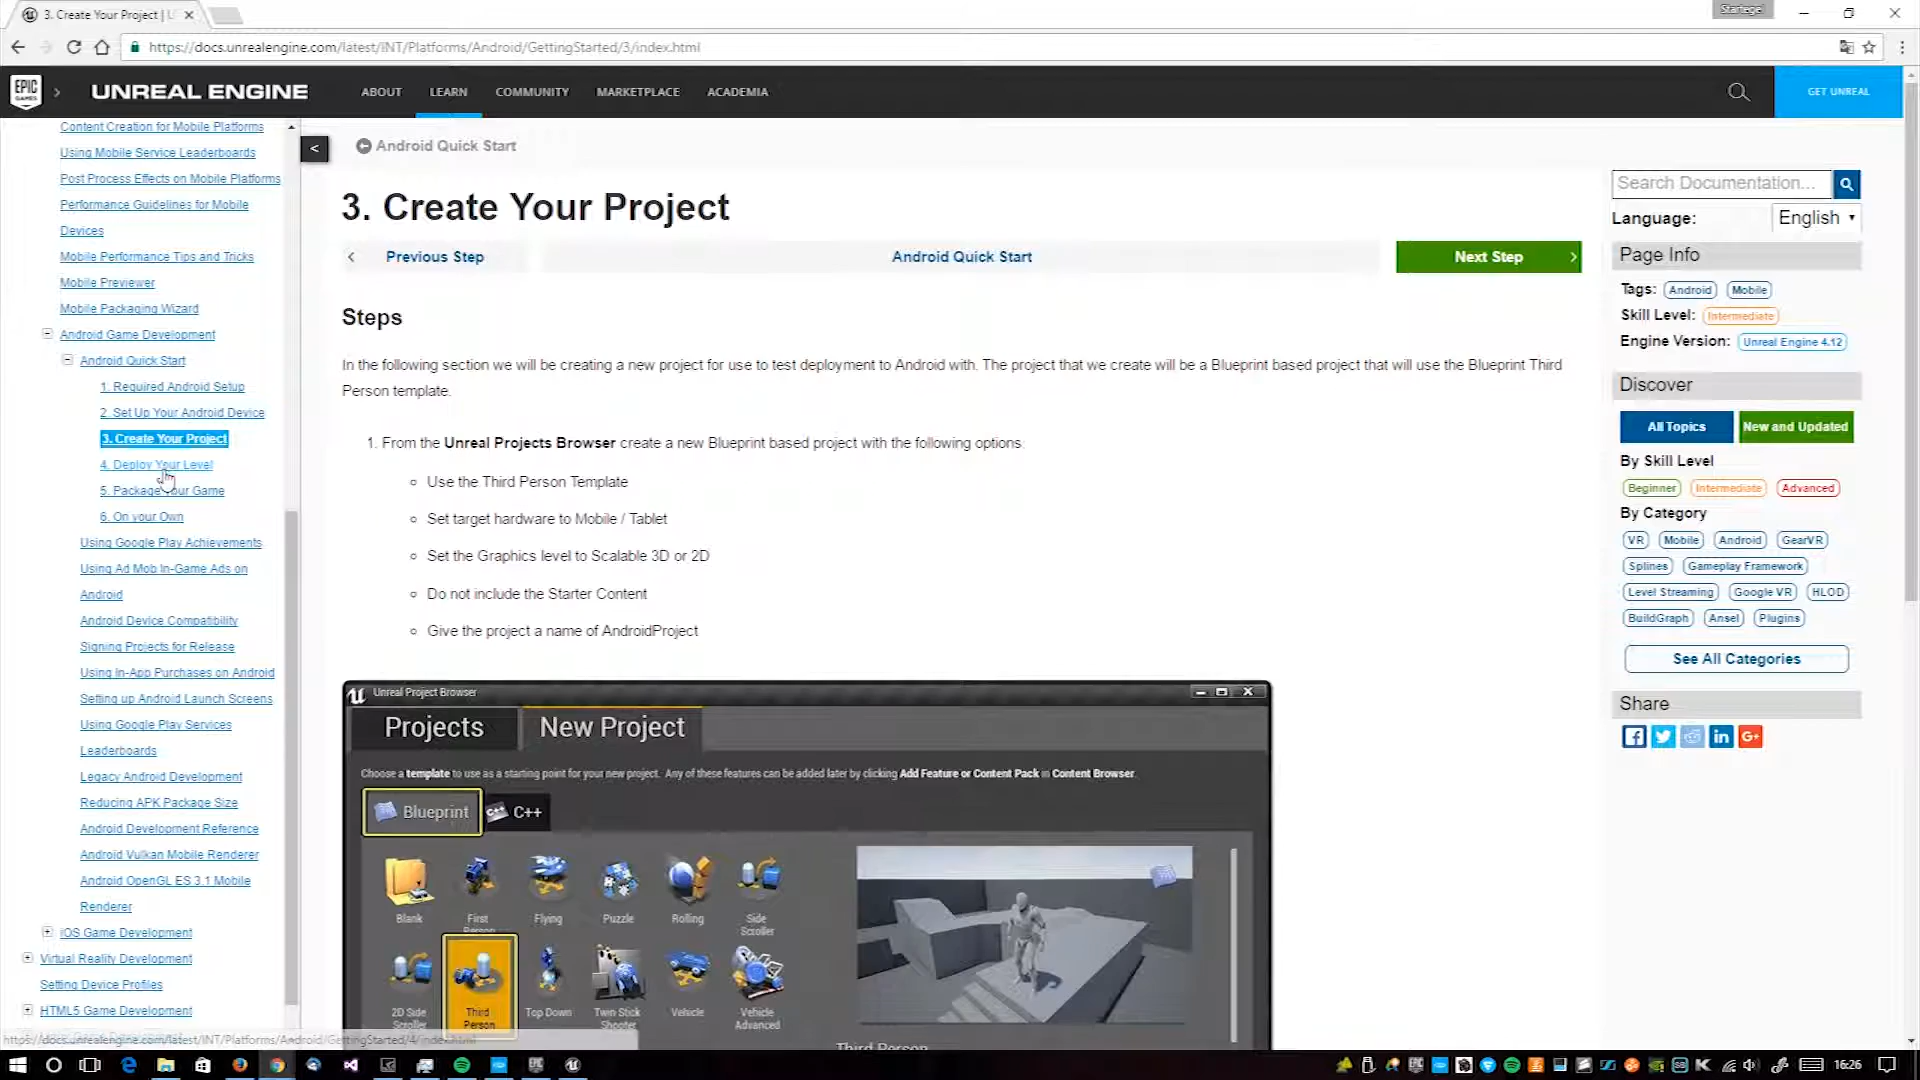 3. Create Your Project | U
Startegei
https://docs.unrealengine.com/latest/INT/Platforms/Android/GettingStarted/3/index.html
EPIC GAMES
UNREAL ENGINE
ABOUT
LEARN
COMMUNITY
MARKETPLACE
ACADEMIA
GET UNREAL
Content Creation for Mobile Platforms
Using Mobile Service Leaderboards
Post Process Effects on Mobile Platforms
Performance Guidelines for Mobile
Devices
Mobile Performance Tips and Tricks
Mobile Previewer
Mobile Packaging Wizard
Android Game Development
Android Quick Start
1. Required Android Setup
2. Set Up Your Android Device
3. Create Your Project
4. Deploy Your Level
5. Package Your Game
6. On your Own
Using Google Play Achievements
Using Ad Mob In-Game Ads on
Android
Android Device Compatibility
Signing Projects for Release
Using In-App Purchases on Android
Setting up Android Launch Screens
Using Google Play Services
Leaderboards
Legacy Android Development
Reducing APK Package Size
Android Development Reference
Android Vulkan Mobile Renderer
Android OpenGL ES 3.1 Mobile
Renderer
iOS Game Development
Virtual Reality Development
Setting Device Profiles
HTML5 Game Development
https://docs.unrealengine.com/latest/INT/Platforms/Android/GettingStarted/4/index.html
<
Android Quick Start
3. Create Your Project
Previous Step
Android Quick Start
Next Step
Steps
In the following section we will be creating a new project for use to test deployment to Android with. The project that we create will be a Blueprint based project that will use the Blueprint Third
Person template.
1. From the Unreal Projects Browser create a new Blueprint based project with the following options:
Use the Third Person Template
Set target hardware to Mobile / Tablet
Set the Graphics level to Scalable 3D or 2D
Do not include the Starter Content
Give the project a name of AndroidProject
Unreal Project Browser
Projects
New Project
Choose a template to use as a starting point for your new project. Any of these features can be added later by clicking Add Feature or Content Pack in Content Browser.
Blueprint
C++
Blank
First
Person
Flying
Puzzle
Rolling
Side
Scroller
2D Side
Scroller
Third
Person
Top Down
Twin Stick
Shooter
Vehicle
Vehicle
Advanced
Third Person
Search Documentation...
Language:
English
Page Info
Tags: Android Mobile
Skill Level: Intermediate
Engine Version: Unreal Engine 4.12
Discover
All Topics
New and Updated
By Skill Level
Beginner Intermediate Advanced
By Category
VR Mobile Android GearVR
Splines Gameplay Framework
Level Streaming Google VR HLOD
BuildGraph Ansel Plugins
See All Categories
Share
16:26